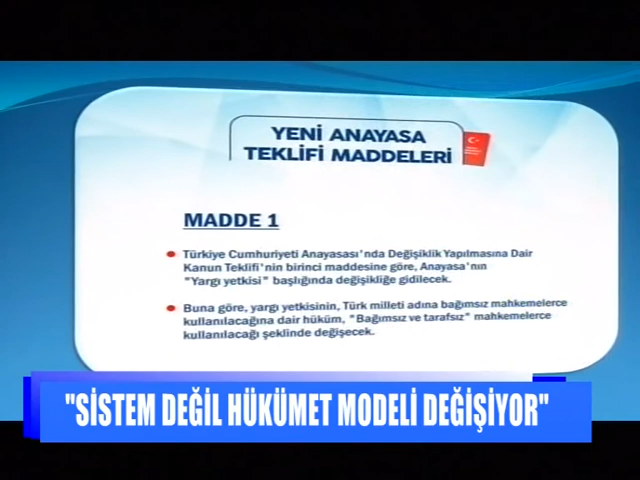 YENİ ANAYASA
TEKLİFİ MADDELERİ
MADDE 1
Türkiye Cumhuriyeti Anayasası'nda Değişiklik Yapılmasına Dair
Kanun Teklifi'nin birinci maddesine göre, Anayasa'nın
"Yargı yetkisi" başlığında değişikliğe gidilecek.
Buna göre, yargı yetkisinin, Türk milleti adına bağımsız mahkemelerce
kullanılacağına dair hüküm, "Bağımsız ve tarafsız" mahkemelerce
kullanılacağı şeklinde değişecek.
"SİSTEM DEĞİL HÜKÜMET MODELİ DEĞİŞİYOR"